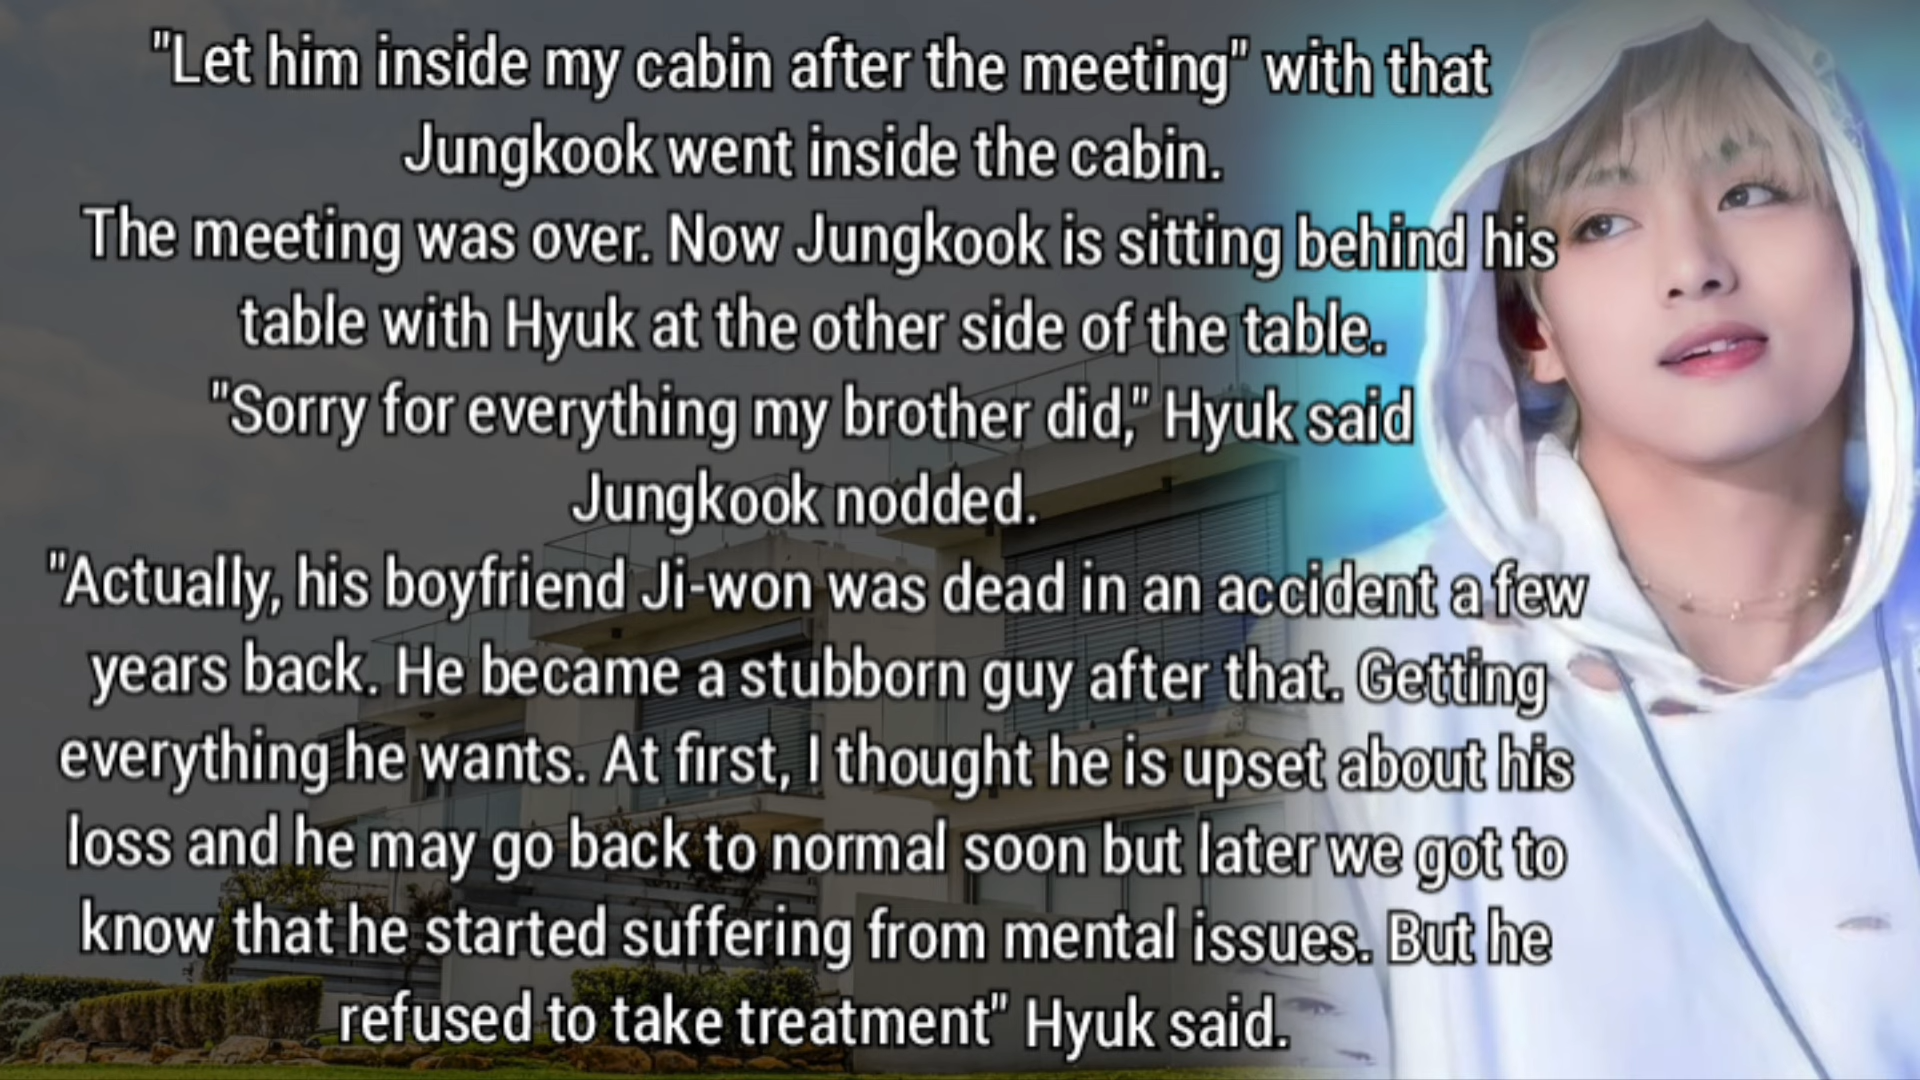 "Let him inside my cabin after the meeting" with that
Jungkook went inside the cabin.
The meeting was over. Now Jungkook is sitting behind his
table with Hyuk at the other side of the table.
"Sorry for everything my brother did," Hyuk said
Jungkook nodded.
"Actually, his boyfriend Ji-won was dead in an accident a few
years back. He became a stubborn guy after that. Getting
everything he wants. At first, I thought he is upset about his
loss and he may go back to normal soon but later we got to
know that he started suffering from mental issues. But he
refused to take treatment" Hyuk said.